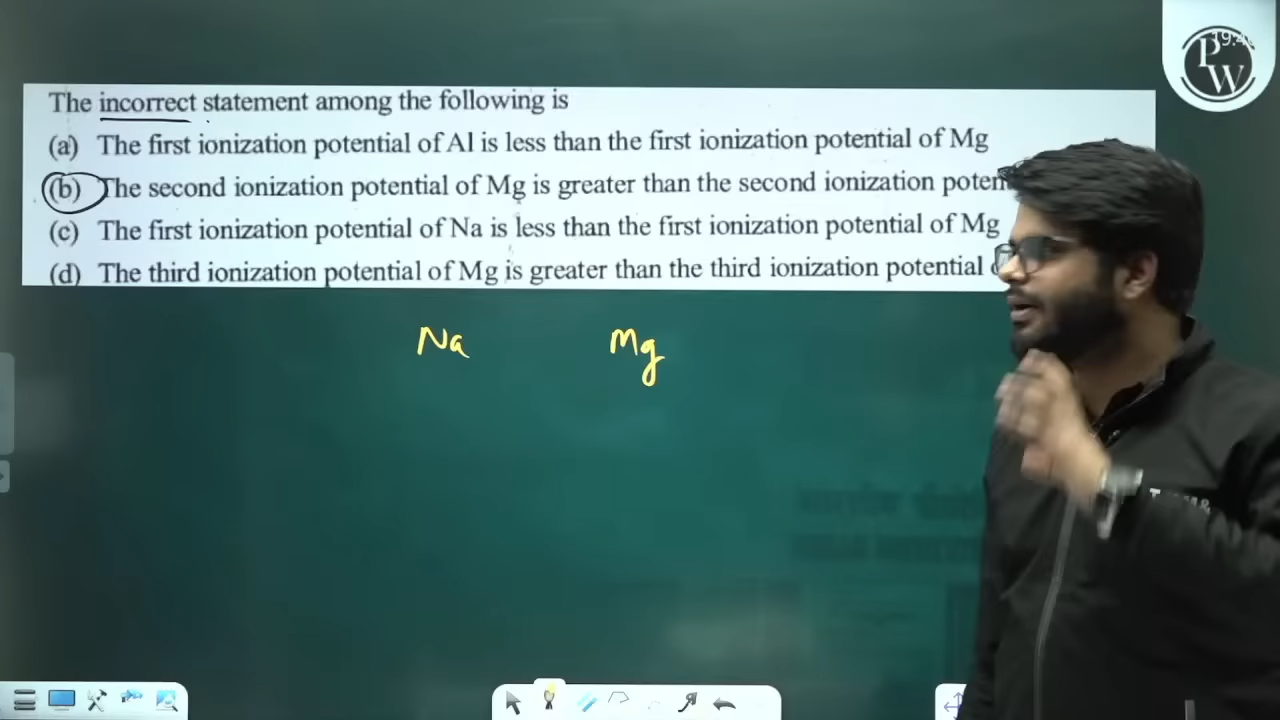 The incorrect statement among the following is
(a) The first ionization potential of Al is less than the first ionization potential of Mg
(b) The second ionization potential of Mg is greater than the second ionization
(c) The first ionization potential of Na is less than the first ionization potential of Mg
(d) The third ionization potential of Mg is greater than the third ionization potential
Na Mg
PW